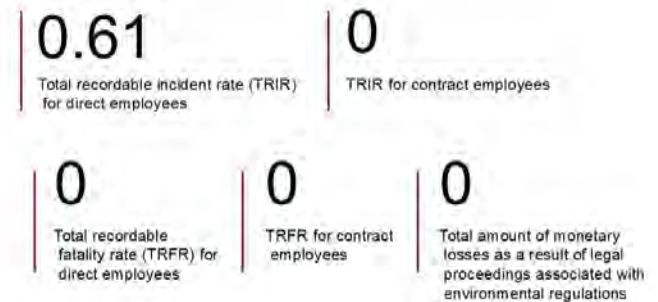 0.61
Total recordable incident rate (TRIR)
for direct employees
0
TRIR for contract employees
0
Total recordable
fatality rate (TRFR) for
direct employees
0
TRFR for contract
employees
0
Total amount of monetary
losses as a result of legal
proceedings associated with
environmental regulations